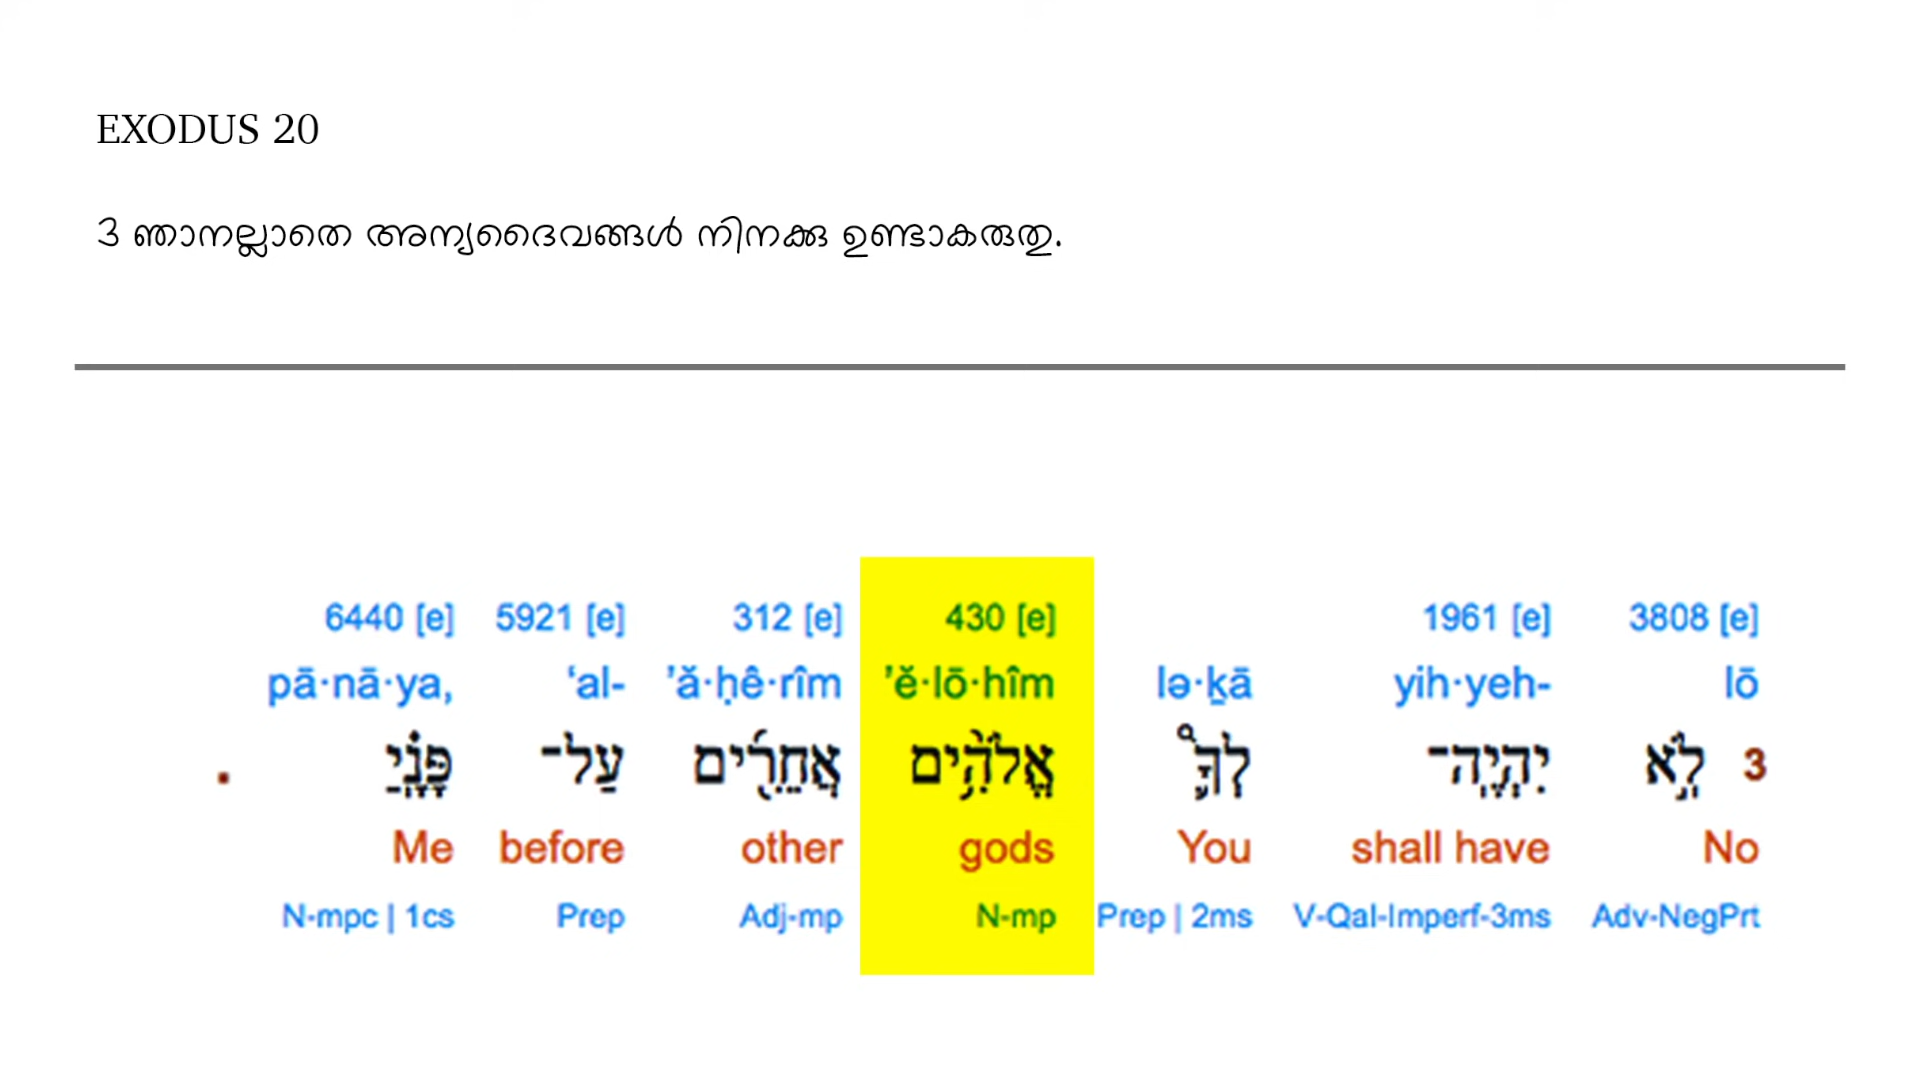 EXODUS 20
3 ഞാനല്ലാതെ അന്യദൈവങ്ങൾ നിനക്കു ഉണ്ടാകരുതു.
6440 [e] 5921 [e] 312 [e] 430 [e] 1961 [e] 3808 [e]
pā·nā·ya, ‘al- ’ă·ḥê·rîm ’ĕ·lō·hîm lə·ḵā yih·yeh- lō
3 לֹ֣א יִהְיֶֽה־ לְךָ֩֯ אֱלֹהִ֥֨ים אֲחֵרִ֖֜ים עַל־ פָּנָֽ֗יַ .
Me before other gods You shall have No
N-mpc | 1cs Prep Adj-mp N-mp Prep | 2ms V-Qal-Imperf-3ms Adv-NegPrt